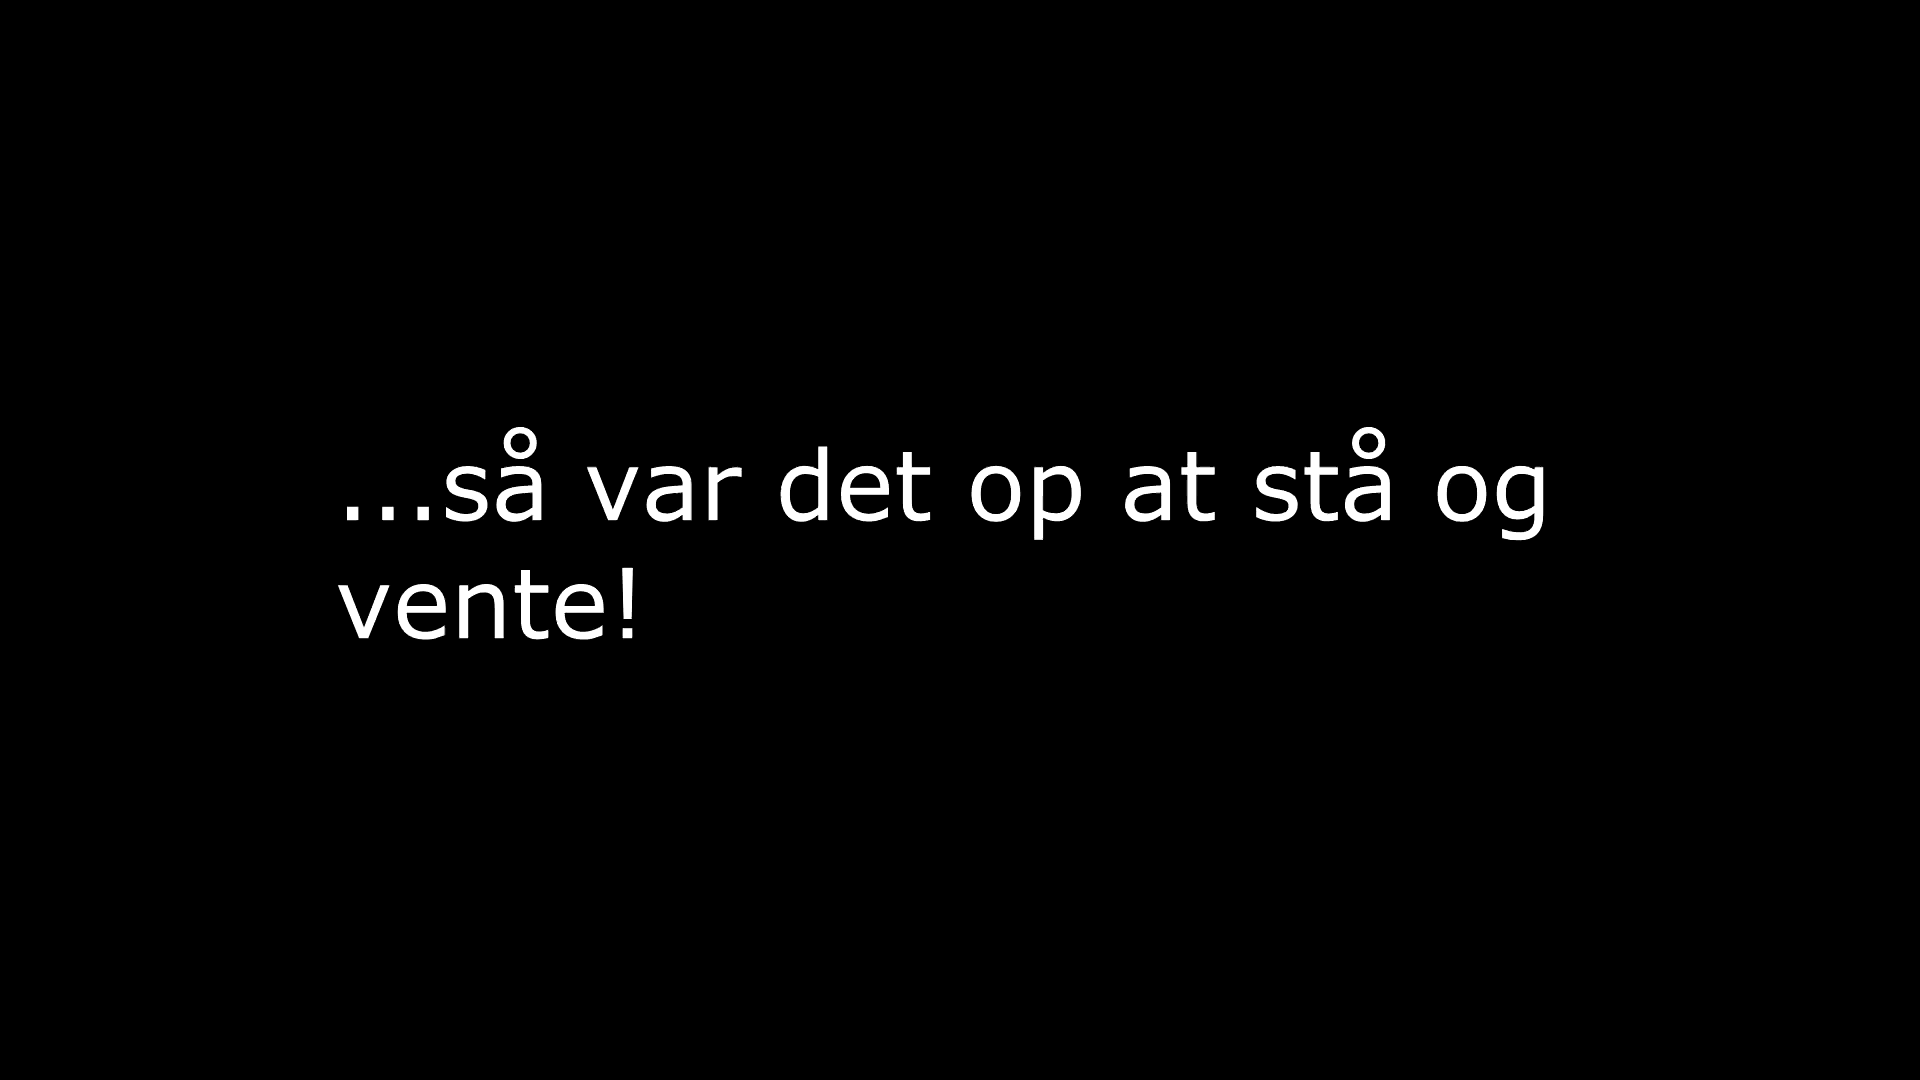 ...så var det op at stå og
vente!